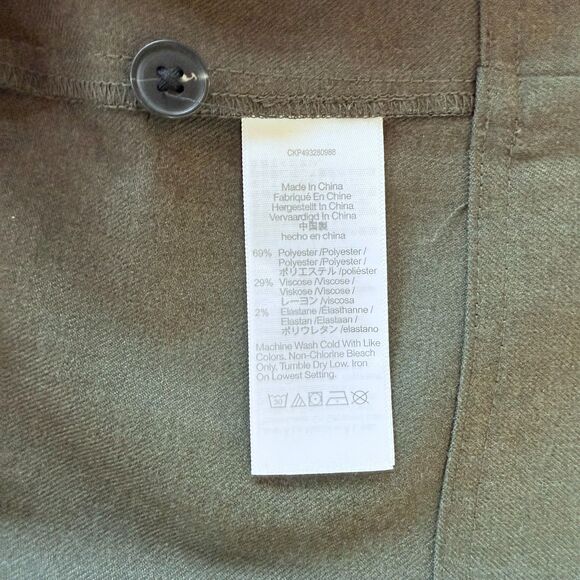 CKP493280988
Made In China
Fabriqué En Chine
Hergestellt In China
Vervaardigd In China
中国製
hecho en china
69% Polyester /Polyester /
Polyester /Polyester /
ポリエステル /poliéster
29% Viscose /Viscose /
Viskose /Viscose /
レーヨン /viscosa
2% Elastane /Élasthanne /
Elastan /Elastaan /
ポリウレタン /elastano
Machine Wash Cold With Like
Colors. Non-Chlorine Bleach
Only. Tumble Dry Low. Iron
On Lowest Setting.